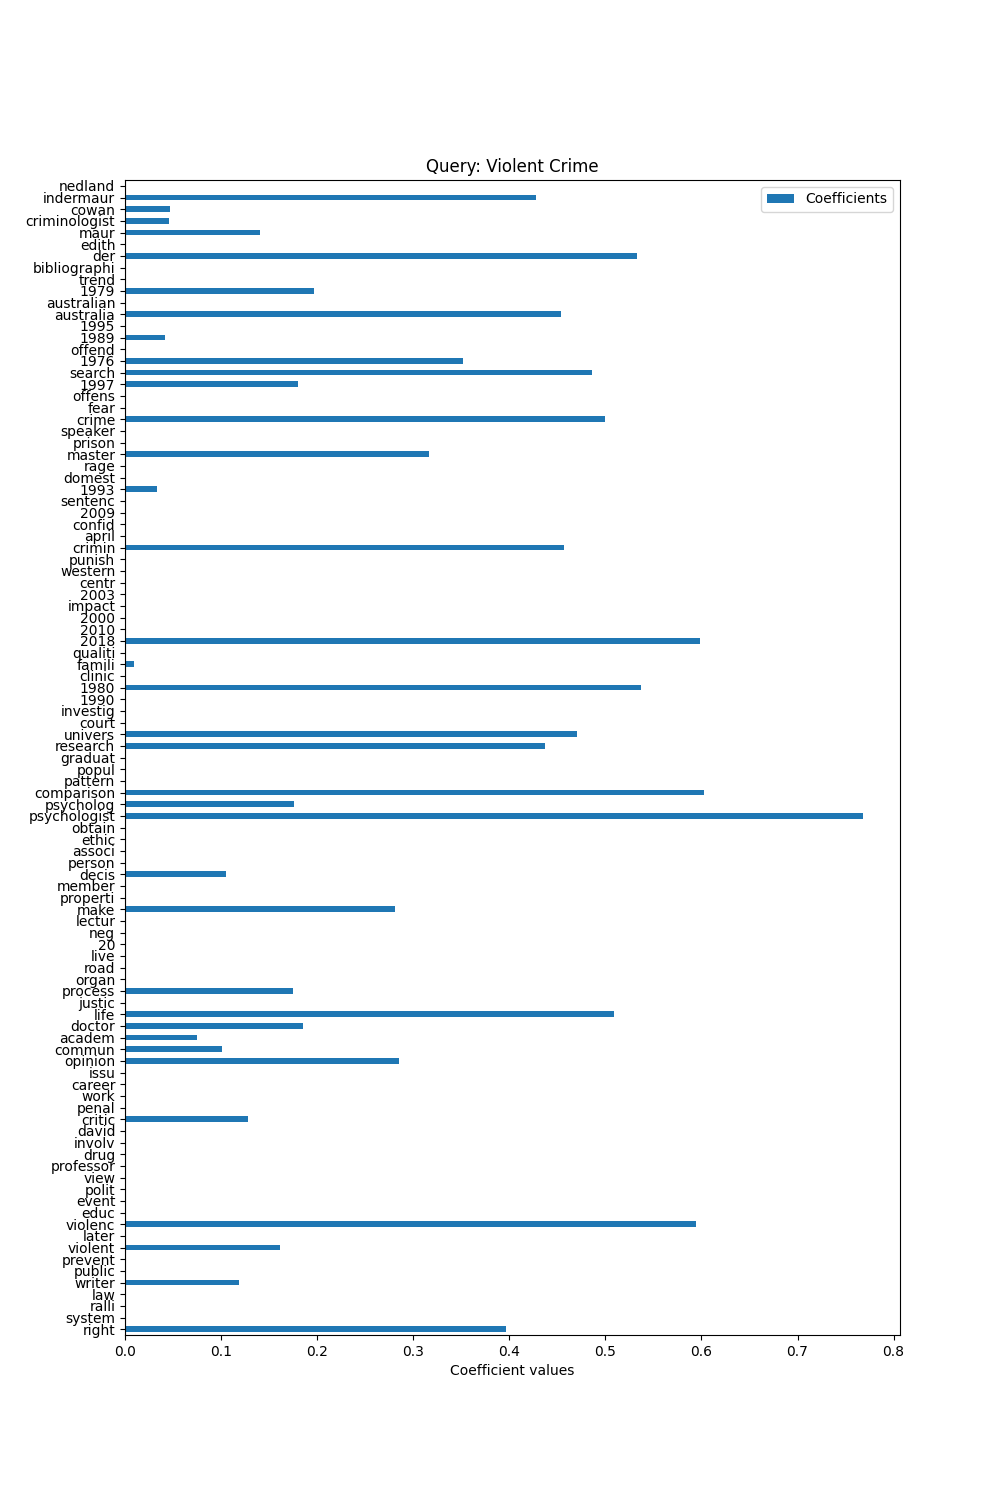 Query: Violent Crime
Coefficients
nedland
indermaur
cowan
criminologist
maur
edith
der
bibliographi
trend
1979
australian
australia
1995
1989
offend
1976
search
1997
offens
fear
crime
speaker
prison
master
rage
domest
1993
sentenc
2009
confid
april
crimin
punish
western
centr
2003
impact
2000
2010
2018
qualiti
famili
clinic
1980
1990
investig
court
univers
research
graduat
popul
pattern
comparison
psycholog
psychologist
obtain
ethic
associ
person
decis
member
properti
make
lectur
neg
20
live
road
organ
process
justic
life
doctor
academ
commun
opinion
issu
career
work
penal
critic
david
involv
drug
professor
view
polit
event
educ
violenc
later
violent
prevent
public
writer
law
ralli
system
right
0.0 0.1 0.2 0.3 0.4 0.5 0.6 0.7 0.8
Coefficient values